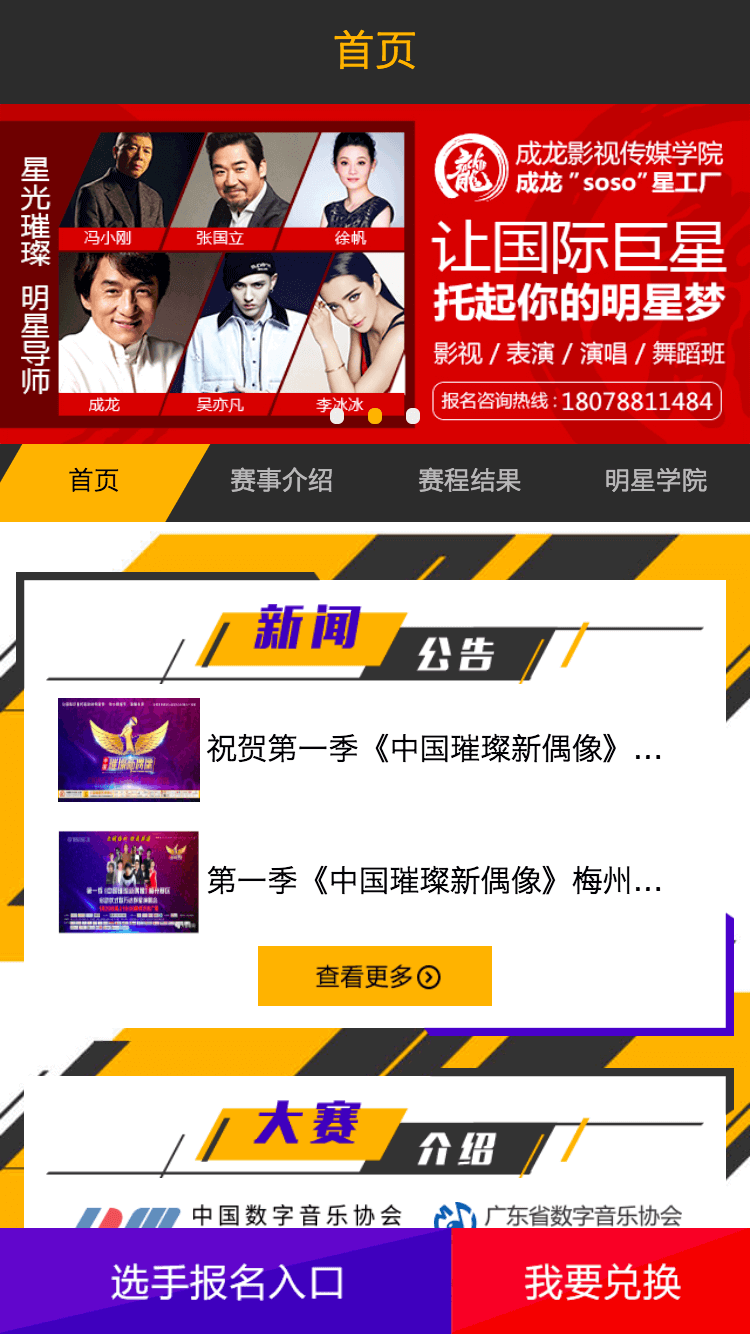 首页
星光璀璨 明星导师
冯小刚
张国立
徐帆
成龙
吴亦凡
李冰冰
龍
成龙影视传媒学院
成龙“soso”星工厂
让国际巨星
托起你的明星梦
影视 / 表演 / 演唱 / 舞蹈班
报名咨询热线 : 18078811484
首页
赛事介绍
赛程结果
明星学院
新闻
公告
祝贺第一季《中国璀璨新偶像》...
第一季《中国璀璨新偶像》梅州...
查看更多
大赛
介绍
中国数字音乐协会
广东省数字音乐协会
选手报名入口
我要兑换